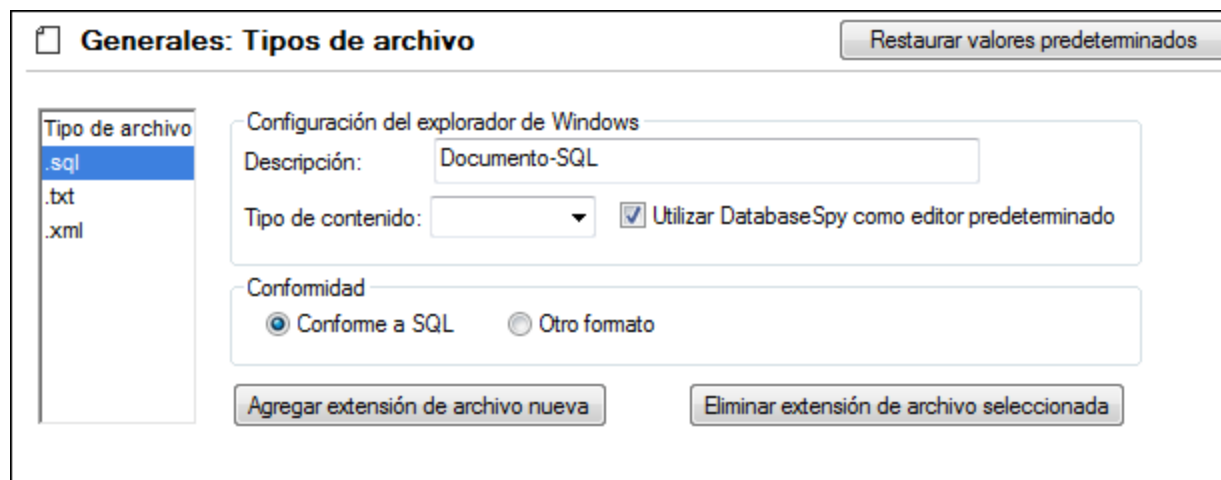 Generales: Tipos de archivo
Restaurar valores predeterminados
Tipo de archivo
.sql
.txt
.xml
Configuración del explorador de Windows
Descripción:
Documento-SQL
Tipo de contenido:
Utilizar DatabaseSpy como editor predeterminado
Conformidad
Conforme a SQL
Otro formato
Agregar extensión de archivo nueva
Eliminar extensión de archivo seleccionada